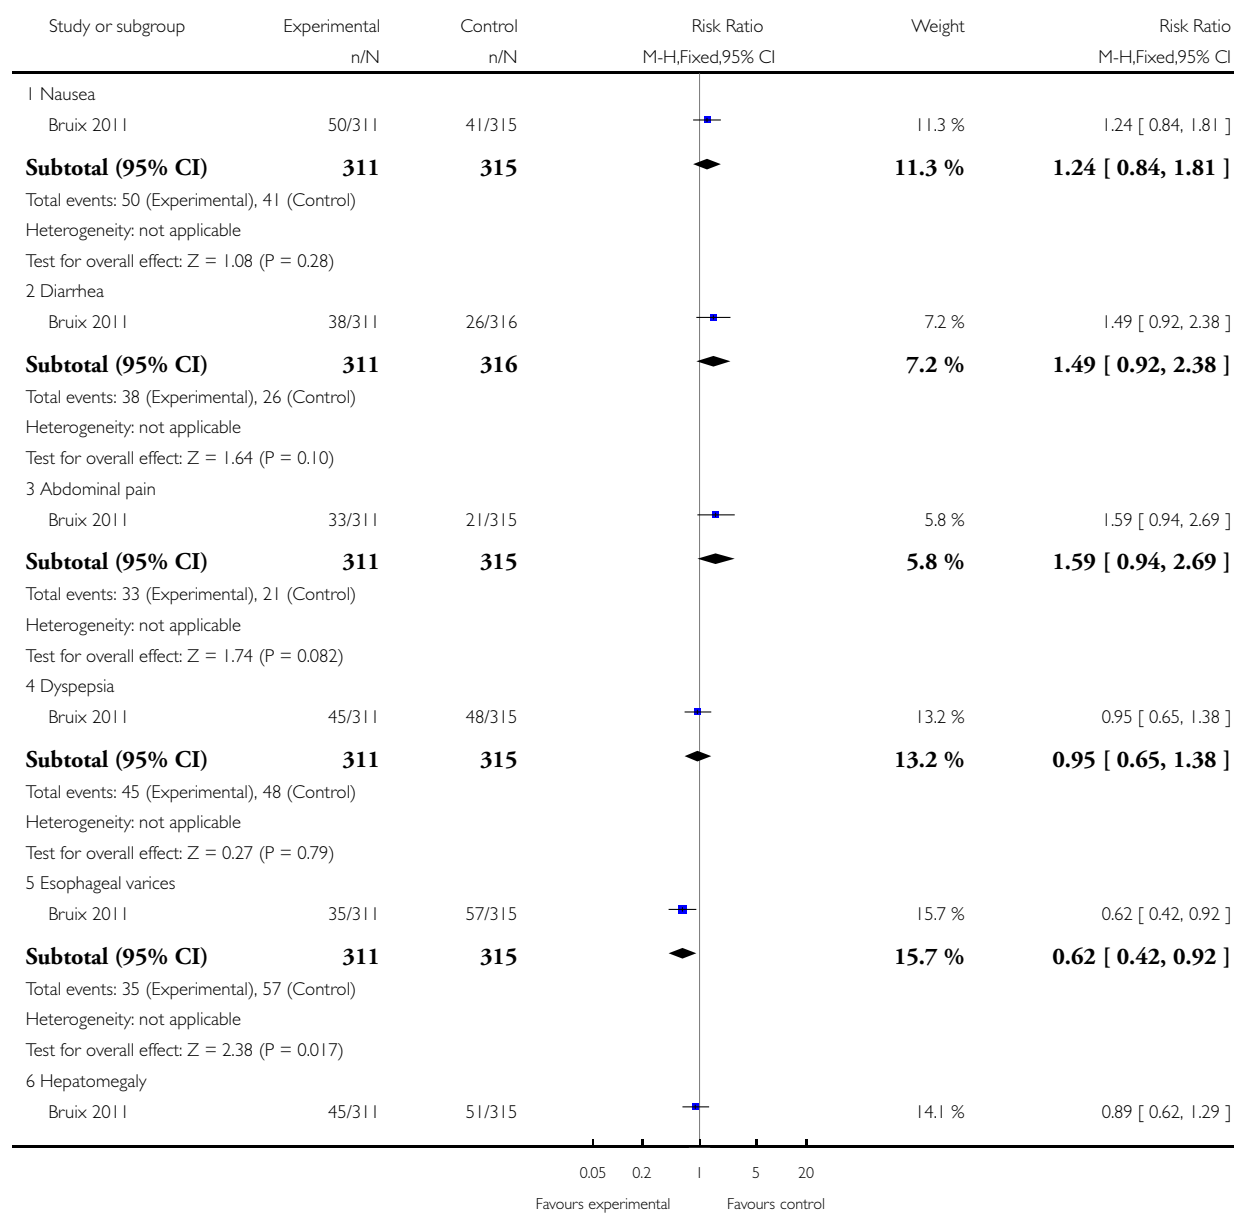 Study or subgroup Experimental Control Risk Ratio Weight Risk Ratio
n/N n/N M-H,Fixed,95% CI M-H,Fixed,95% CI
1 Nausea
Bruix 2011 50/311 41/315 11.3 % 1.24 [ 0.84, 1.81 ]
Subtotal (95% CI) 311 315 11.3 % 1.24 [ 0.84, 1.81 ]
Total events: 50 (Experimental), 41 (Control)
Heterogeneity: not applicable
Test for overall effect: Z = 1.08 (P = 0.28)
2 Diarrhea
Bruix 2011 38/311 26/316 7.2 % 1.49 [ 0.92, 2.38 ]
Subtotal (95% CI) 311 316 7.2 % 1.49 [ 0.92, 2.38 ]
Total events: 38 (Experimental), 26 (Control)
Heterogeneity: not applicable
Test for overall effect: Z = 1.64 (P = 0.10)
3 Abdominal pain
Bruix 2011 33/311 21/315 5.8 % 1.59 [ 0.94, 2.69 ]
Subtotal (95% CI) 311 315 5.8 % 1.59 [ 0.94, 2.69 ]
Total events: 33 (Experimental), 21 (Control)
Heterogeneity: not applicable
Test for overall effect: Z = 1.74 (P = 0.082)
4 Dyspepsia
Bruix 2011 45/311 48/315 13.2 % 0.95 [ 0.65, 1.38 ]
Subtotal (95% CI) 311 315 13.2 % 0.95 [ 0.65, 1.38 ]
Total events: 45 (Experimental), 48 (Control)
Heterogeneity: not applicable
Test for overall effect: Z = 0.27 (P = 0.79)
5 Esophageal varices
Bruix 2011 35/311 57/315 15.7 % 0.62 [ 0.42, 0.92 ]
Subtotal (95% CI) 311 315 15.7 % 0.62 [ 0.42, 0.92 ]
Total events: 35 (Experimental), 57 (Control)
Heterogeneity: not applicable
Test for overall effect: Z = 2.38 (P = 0.017)
6 Hepatomegaly
Bruix 2011 45/311 51/315 14.1 % 0.89 [ 0.62, 1.29 ]
0.05 0.2 1 5 20
Favours experimental Favours control